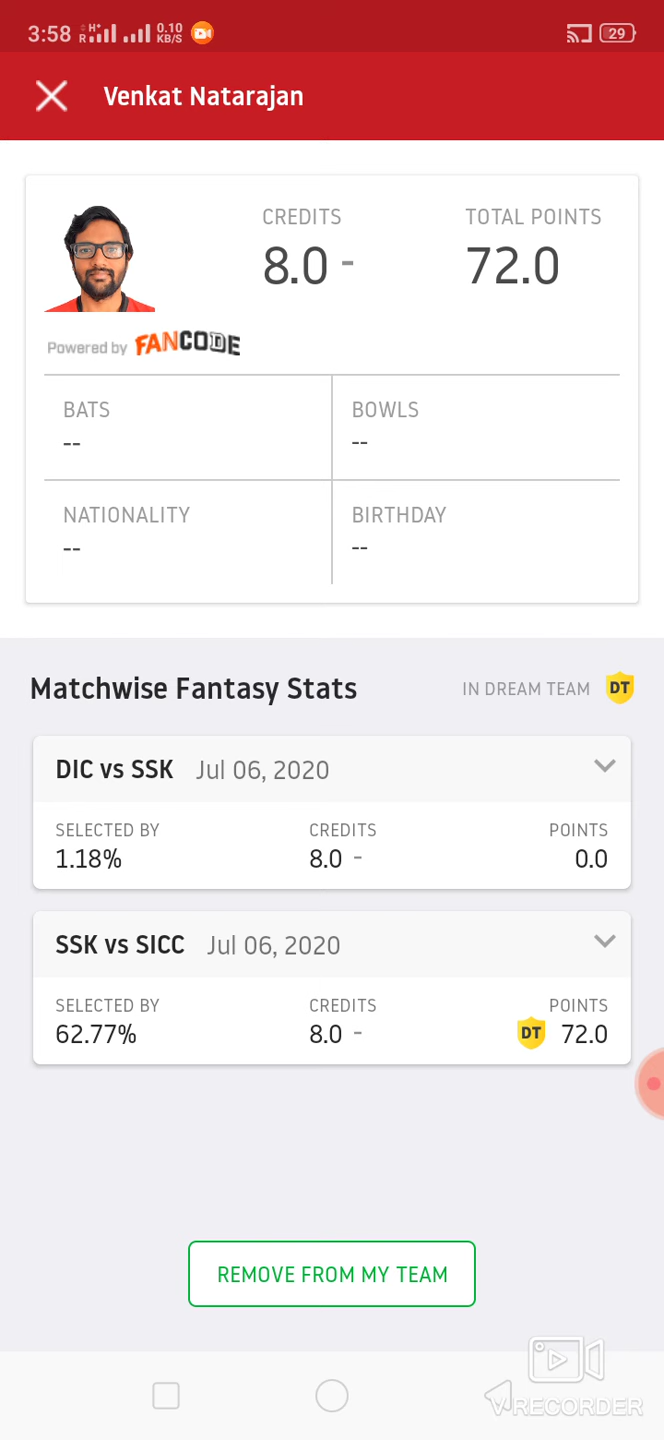 3:58 R H+ 0.10 KB/S 29
Venkat Natarajan
CREDITS TOTAL POINTS
8.0 - 72.0
Powered by FANCODE
BATS BOWLS
-- --
NATIONALITY BIRTHDAY
-- --
Matchwise Fantasy Stats IN DREAM TEAM DT
DIC vs SSK Jul 06, 2020
SELECTED BY CREDITS POINTS
1.18% 8.0 - 0.0
SSK vs SICC Jul 06, 2020
SELECTED BY CREDITS POINTS
62.77% 8.0 - DT 72.0
REMOVE FROM MY TEAM
VRECORDER